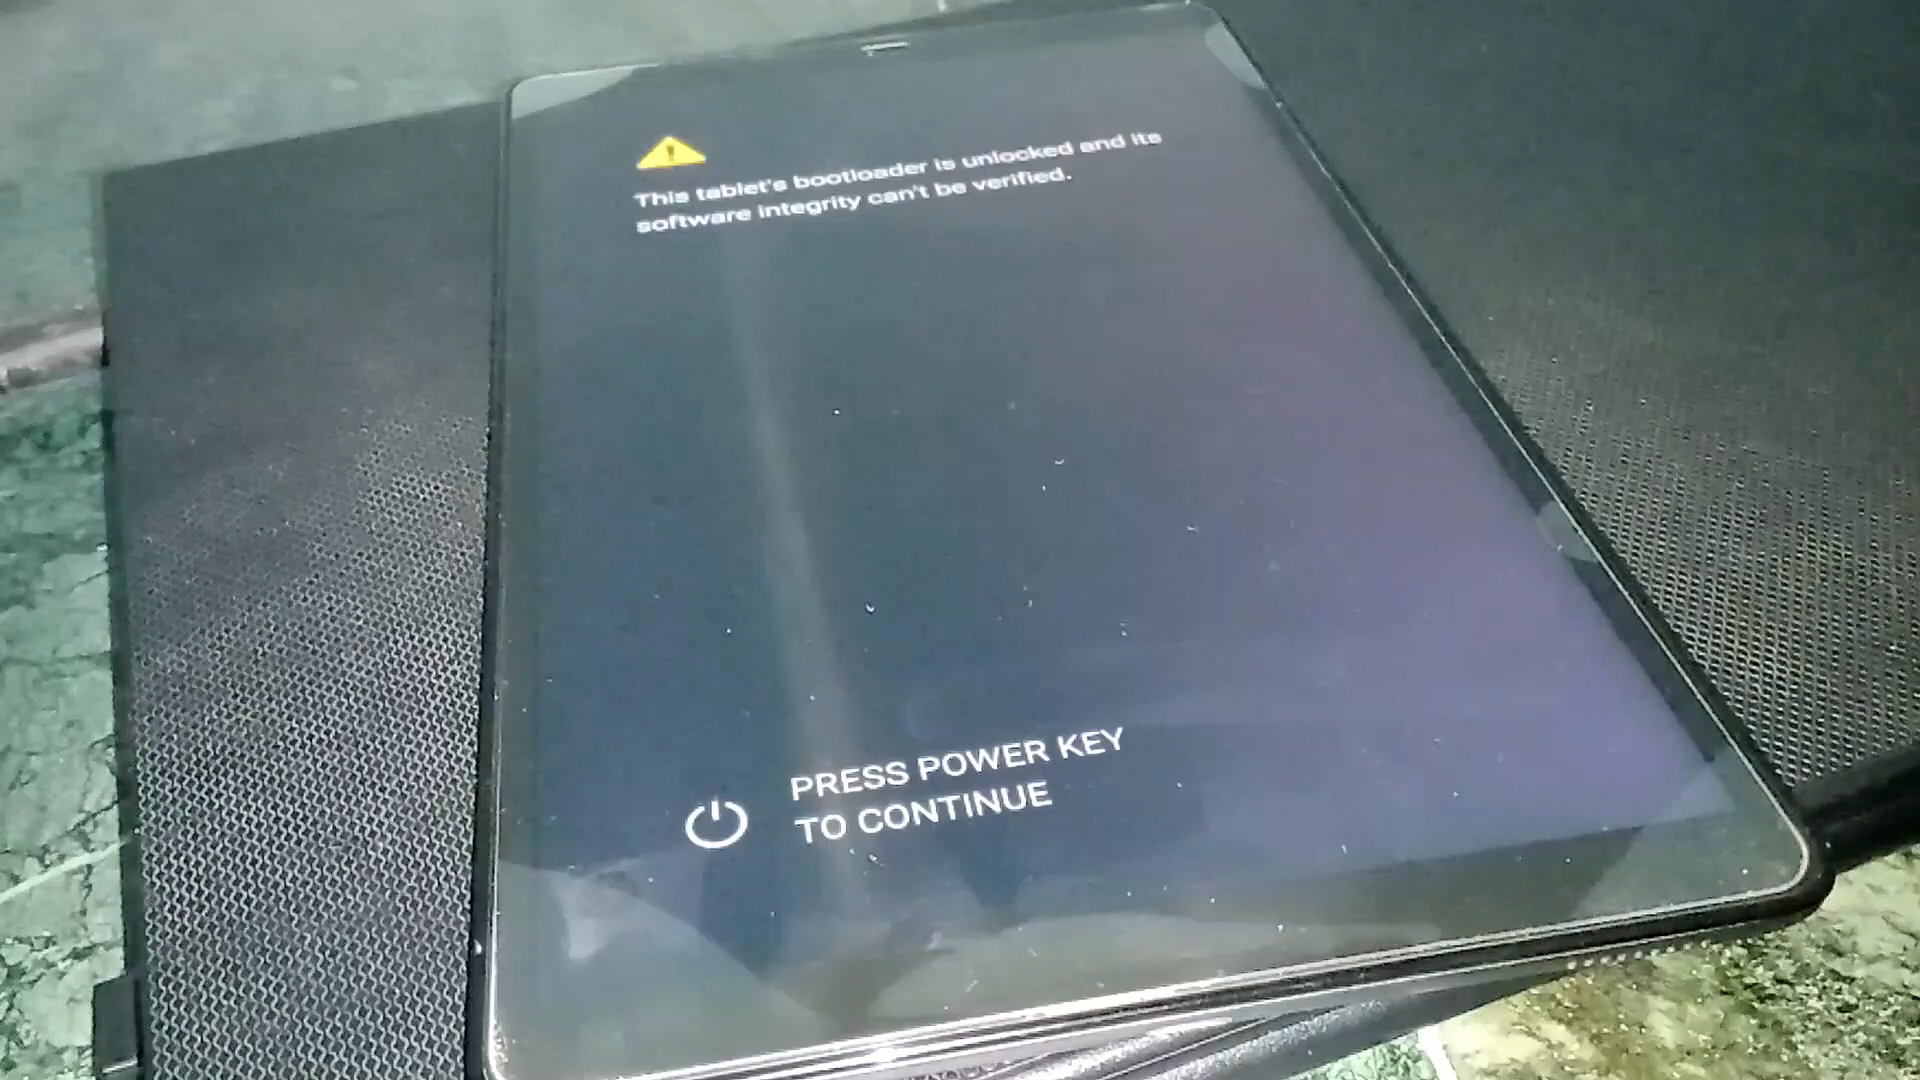 This tablet's bootloader is unlocked and its
software integrity can't be verified.
PRESS POWER KEY
TO CONTINUE